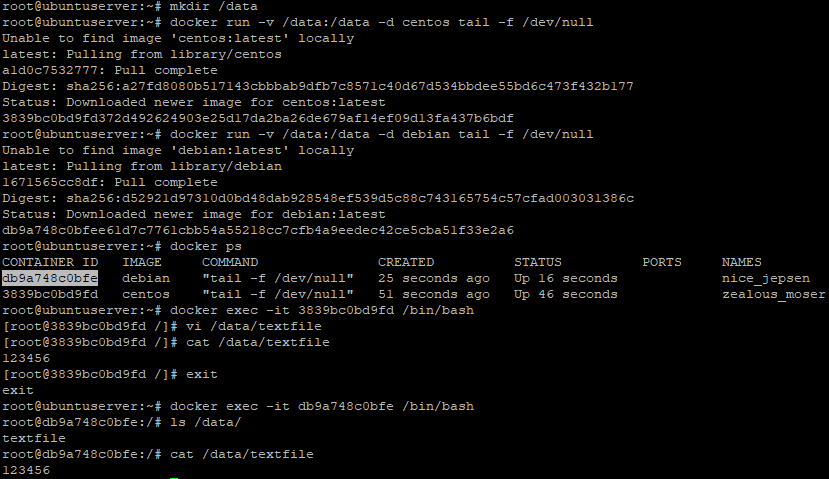 root@ubuntuserver:~# mkdir /data
root@ubuntuserver:~# docker run -v /data:/data -d centos tail -f /dev/null
Unable to find image 'centos:latest' locally
latest: Pulling from library/centos
a1d0c7532777: Pull complete
Digest: sha256:a27fd8080b517143cbbbab9dfb7c8571c40d67d534bbdee55bd6c473f432b177
Status: Downloaded newer image for centos:latest
3839bc0bd9fd372d492624903e25d17da2ba26de679af14ef09d13fa437b6bdf
root@ubuntuserver:~# docker run -v /data:/data -d debian tail -f /dev/null
Unable to find image 'debian:latest' locally
latest: Pulling from library/debian
1671565cc8df: Pull complete
Digest: sha256:d52921d97310d0bd48dab928548ef539d5c88c743165754c57cfad003031386c
Status: Downloaded newer image for debian:latest
db9a748c0bfee61d7c7761cbb54a55218cc7cfb4a9eedec42ce5cba51f33e2a6
root@ubuntuserver:~# docker ps
CONTAINER ID IMAGE COMMAND CREATED STATUS PORTS NAMES
db9a748c0bfe debian "tail -f /dev/null" 25 seconds ago Up 16 seconds nice_jepsen
3839bc0bd9fd centos "tail -f /dev/null" 51 seconds ago Up 46 seconds zealous_moser
root@ubuntuserver:~# docker exec -it 3839bc0bd9fd /bin/bash
[root@3839bc0bd9fd /]# vi /data/textfile
[root@3839bc0bd9fd /]# cat /data/textfile
123456
[root@3839bc0bd9fd /]# exit
exit
root@ubuntuserver:~# docker exec -it db9a748c0bfe /bin/bash
root@db9a748c0bfe:/# ls /data/
textfile
root@db9a748c0bfe:/# cat /data/textfile
123456